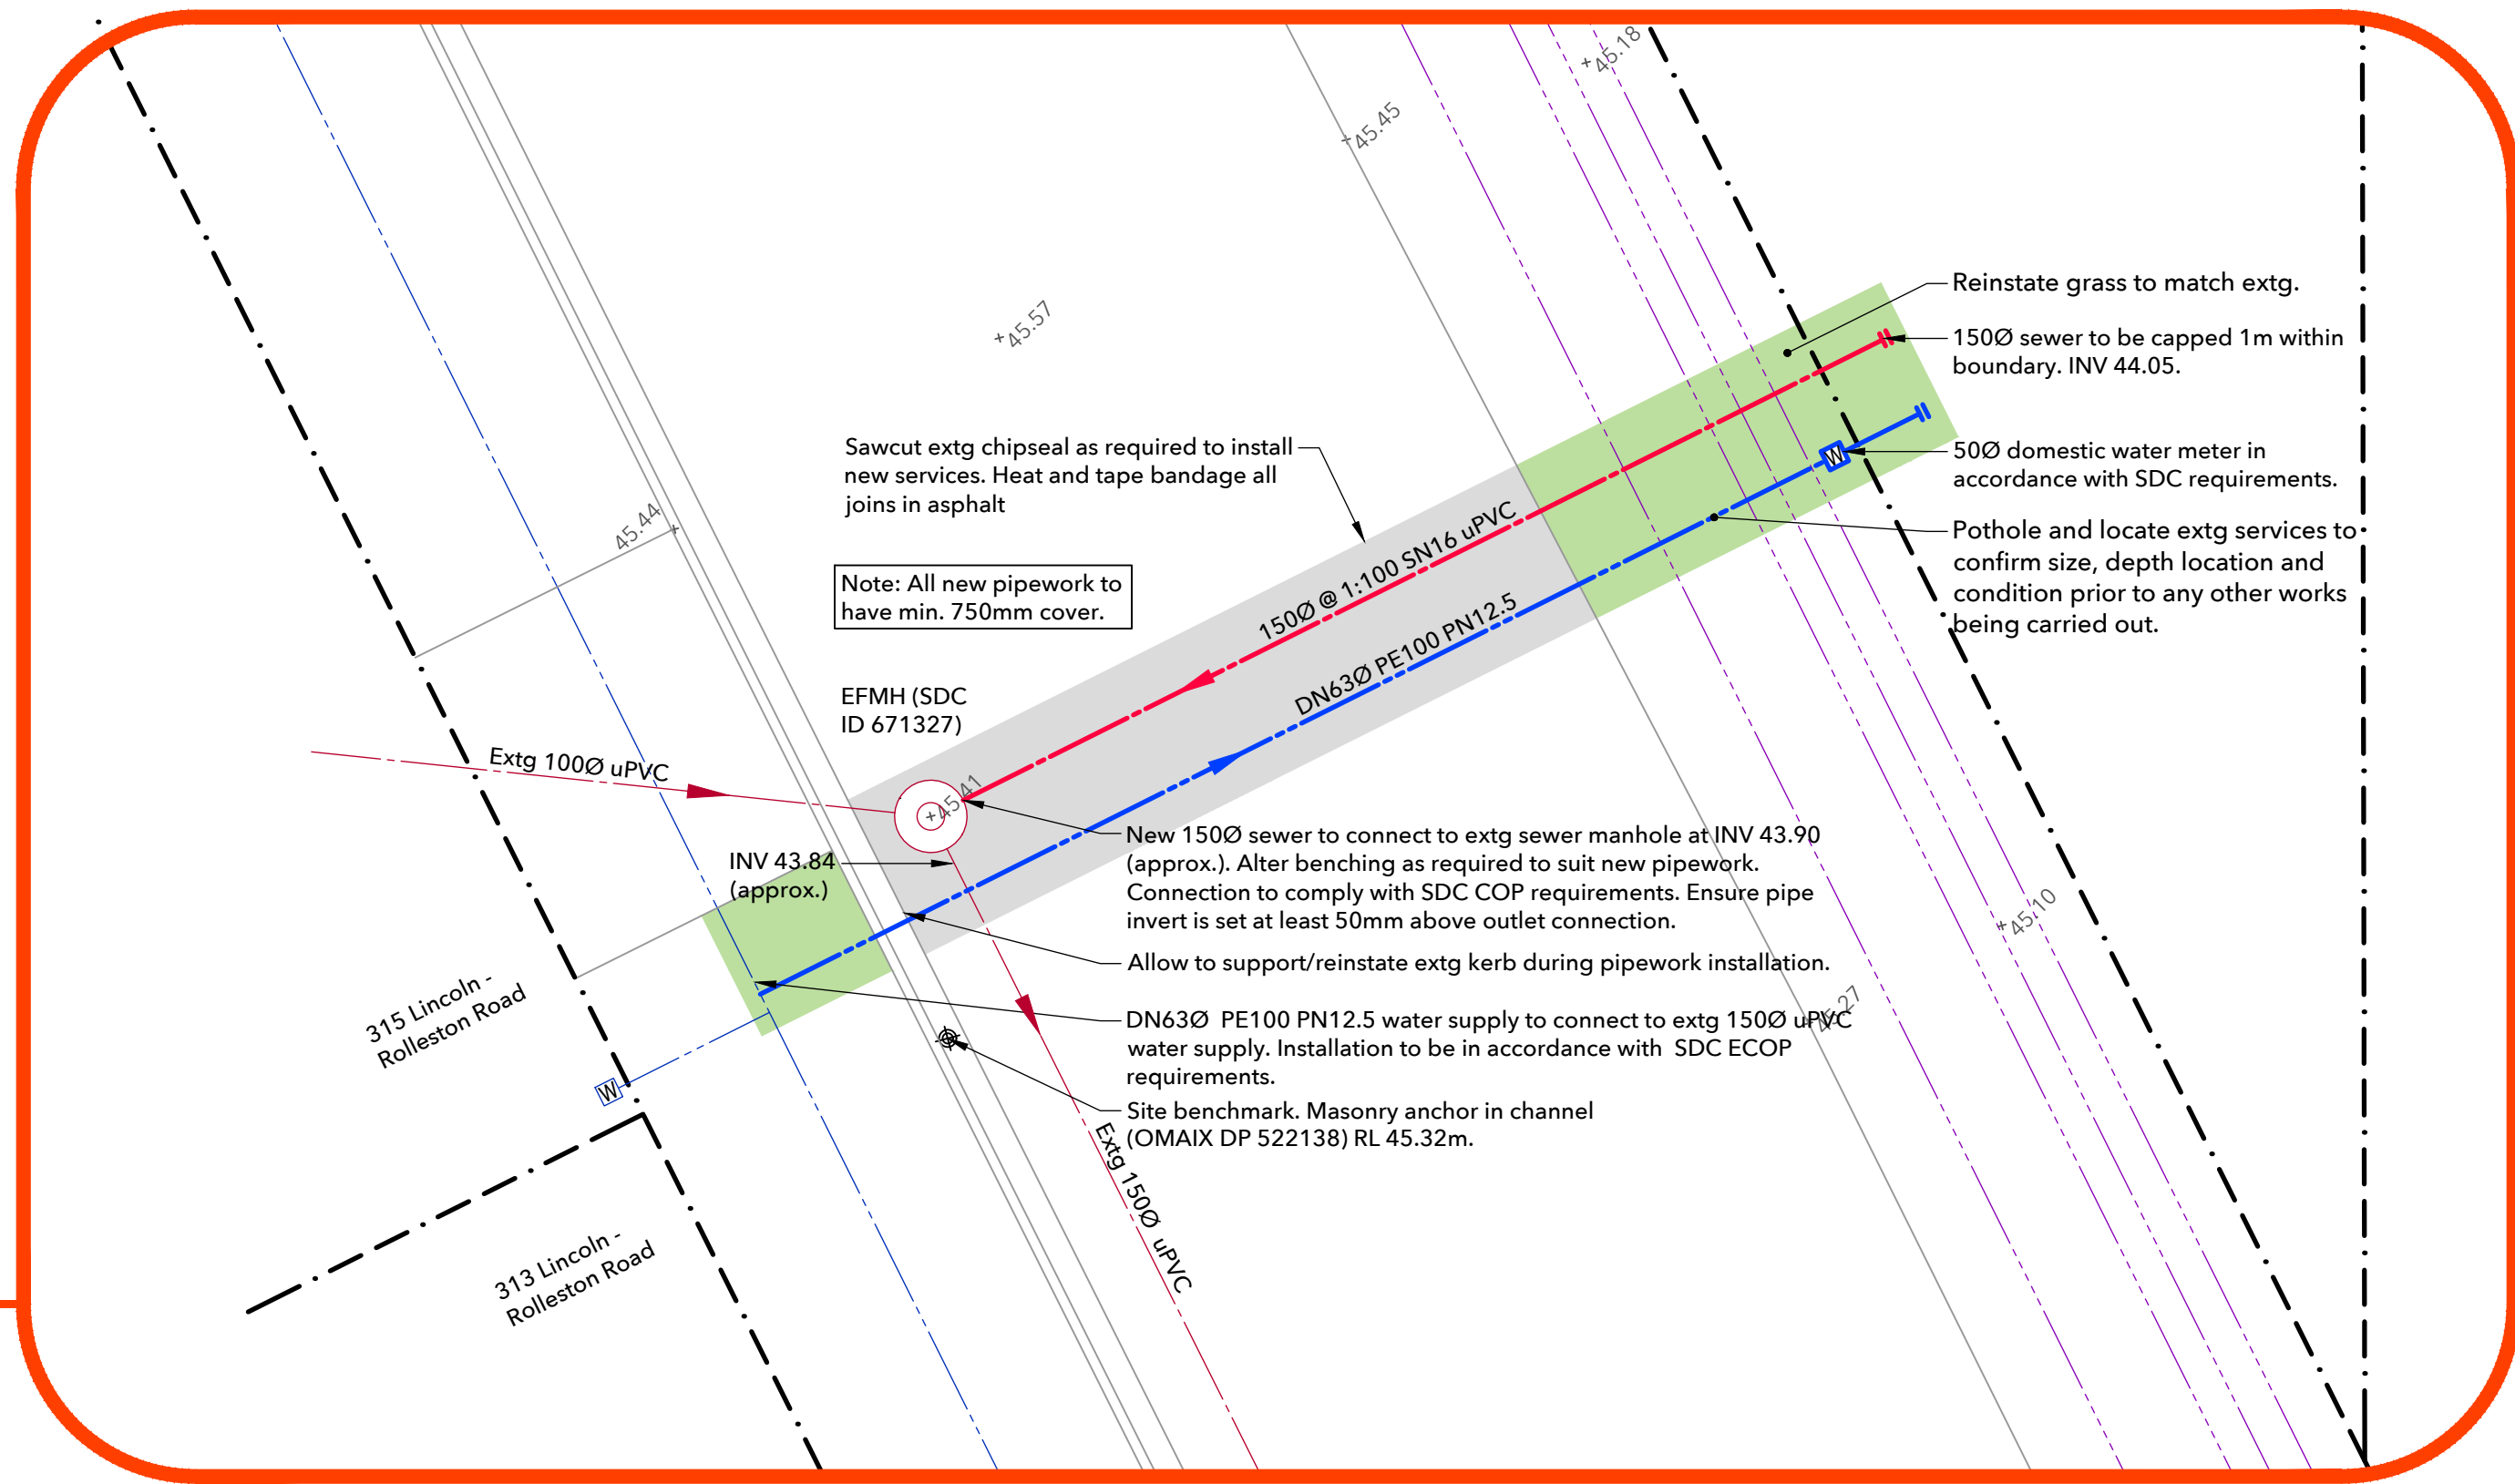 45.18
45.45
45.57
45.44
Reinstate grass to match extg.
150Ø sewer to be capped 1m within
boundary. INV 44.05.
Sawcut extg chipseal as required to install
new services. Heat and tape bandage all
joins in asphalt
50Ø domestic water meter in
accordance with SDC requirements.
W
Pothole and locate extg services to
confirm size, depth location and
condition prior to any other works
being carried out.
Note: All new pipework to
have min. 750mm cover.
150Ø @ 1:100 SN16 uPVC
DN63Ø PE100 PN12.5
EFMH (SDC
ID 671327)
Extg 100Ø uPVC
45.41
New 150Ø sewer to connect to extg sewer manhole at INV 43.90
(approx.). Alter benching as required to suit new pipework.
Connection to comply with SDC COP requirements. Ensure pipe
invert is set at least 50mm above outlet connection.
INV 43.84
(approx.)
45.10
Allow to support/reinstate extg kerb during pipework installation.
315 Lincoln -
Rolleston Road
45.27
DN63Ø PE100 PN12.5 water supply to connect to extg 150Ø uPVC
water supply. Installation to be in accordance with SDC ECOP
requirements.
W
Site benchmark. Masonry anchor in channel
(OMAIX DP 522138) RL 45.32m.
Extg 150Ø uPVC
313 Lincoln -
Rolleston Road